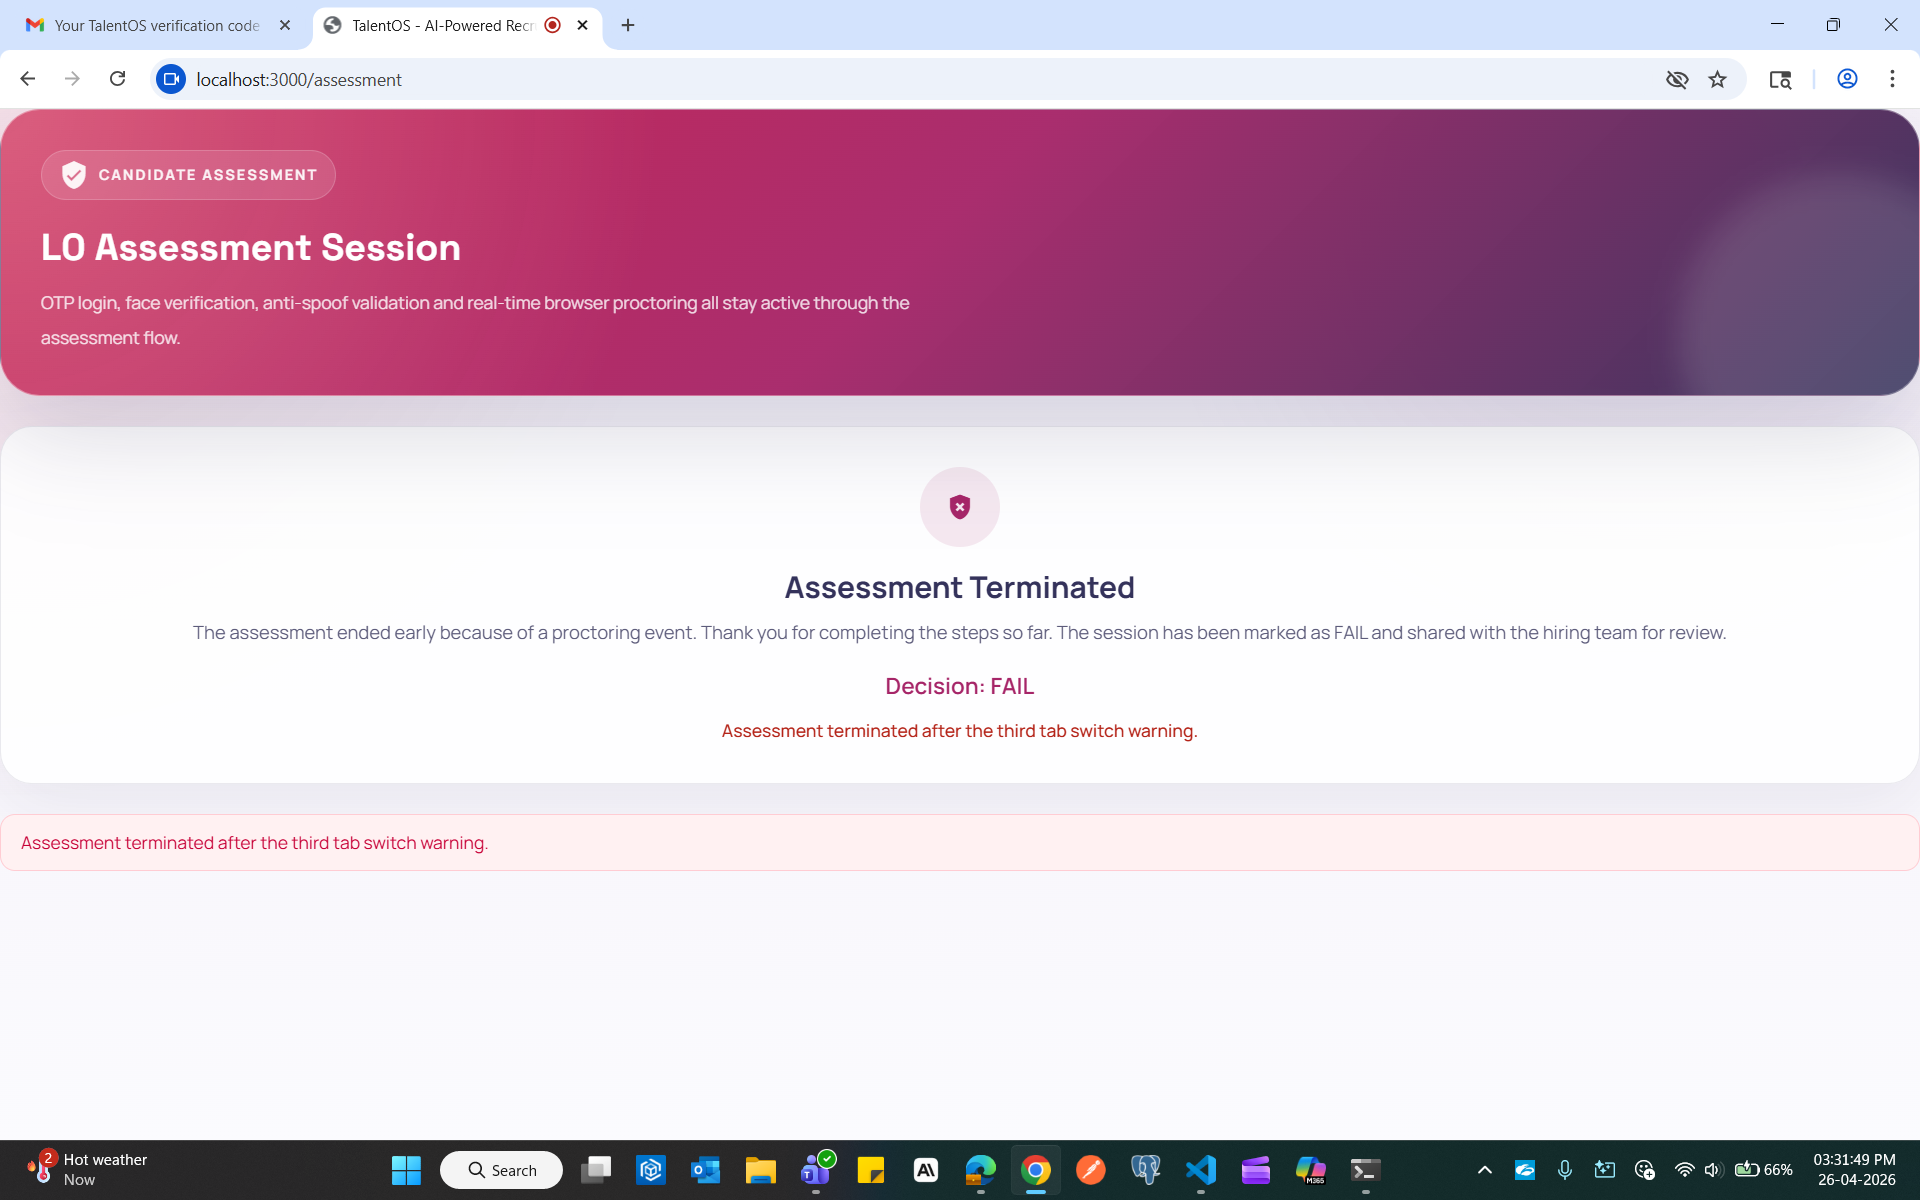 Your TalentOS verification code
TalentOS - AI-Powered Recr
localhost:3000/assessment
CANDIDATE ASSESSMENT
L0 Assessment Session
OTP login, face verification, anti-spoof validation and real-time browser proctoring all stay active through the
assessment flow.
Assessment Terminated
The assessment ended early because of a proctoring event. Thank you for completing the steps so far. The session has been marked as FAIL and shared with the hiring team for review.
Decision: FAIL
Assessment terminated after the third tab switch warning.
Assessment terminated after the third tab switch warning.
2
Hot weather
Now
Search
M365
66%
03:31:49 PM
26-04-2026